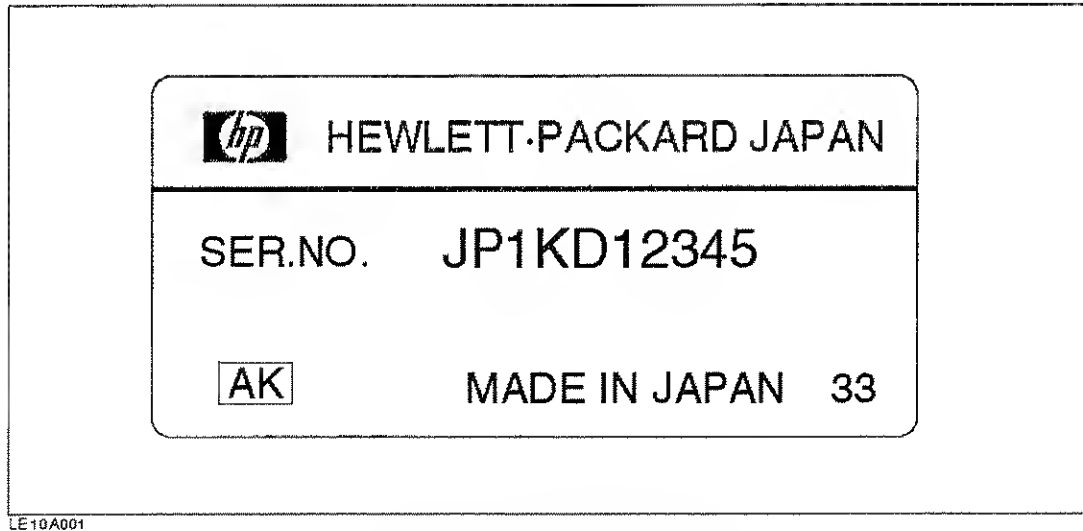 hp HEWLETT·PACKARD JAPAN
SER.NO. JP1KD12345
AK MADE IN JAPAN 33
LE10A001